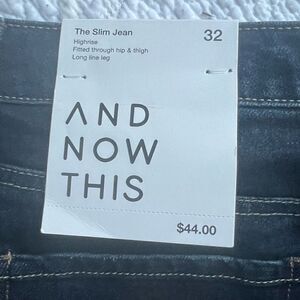 The Slim Jean 32
Highrise
Fitted through hip & thigh
Long line leg
AND
NOW
THIS
$44.00